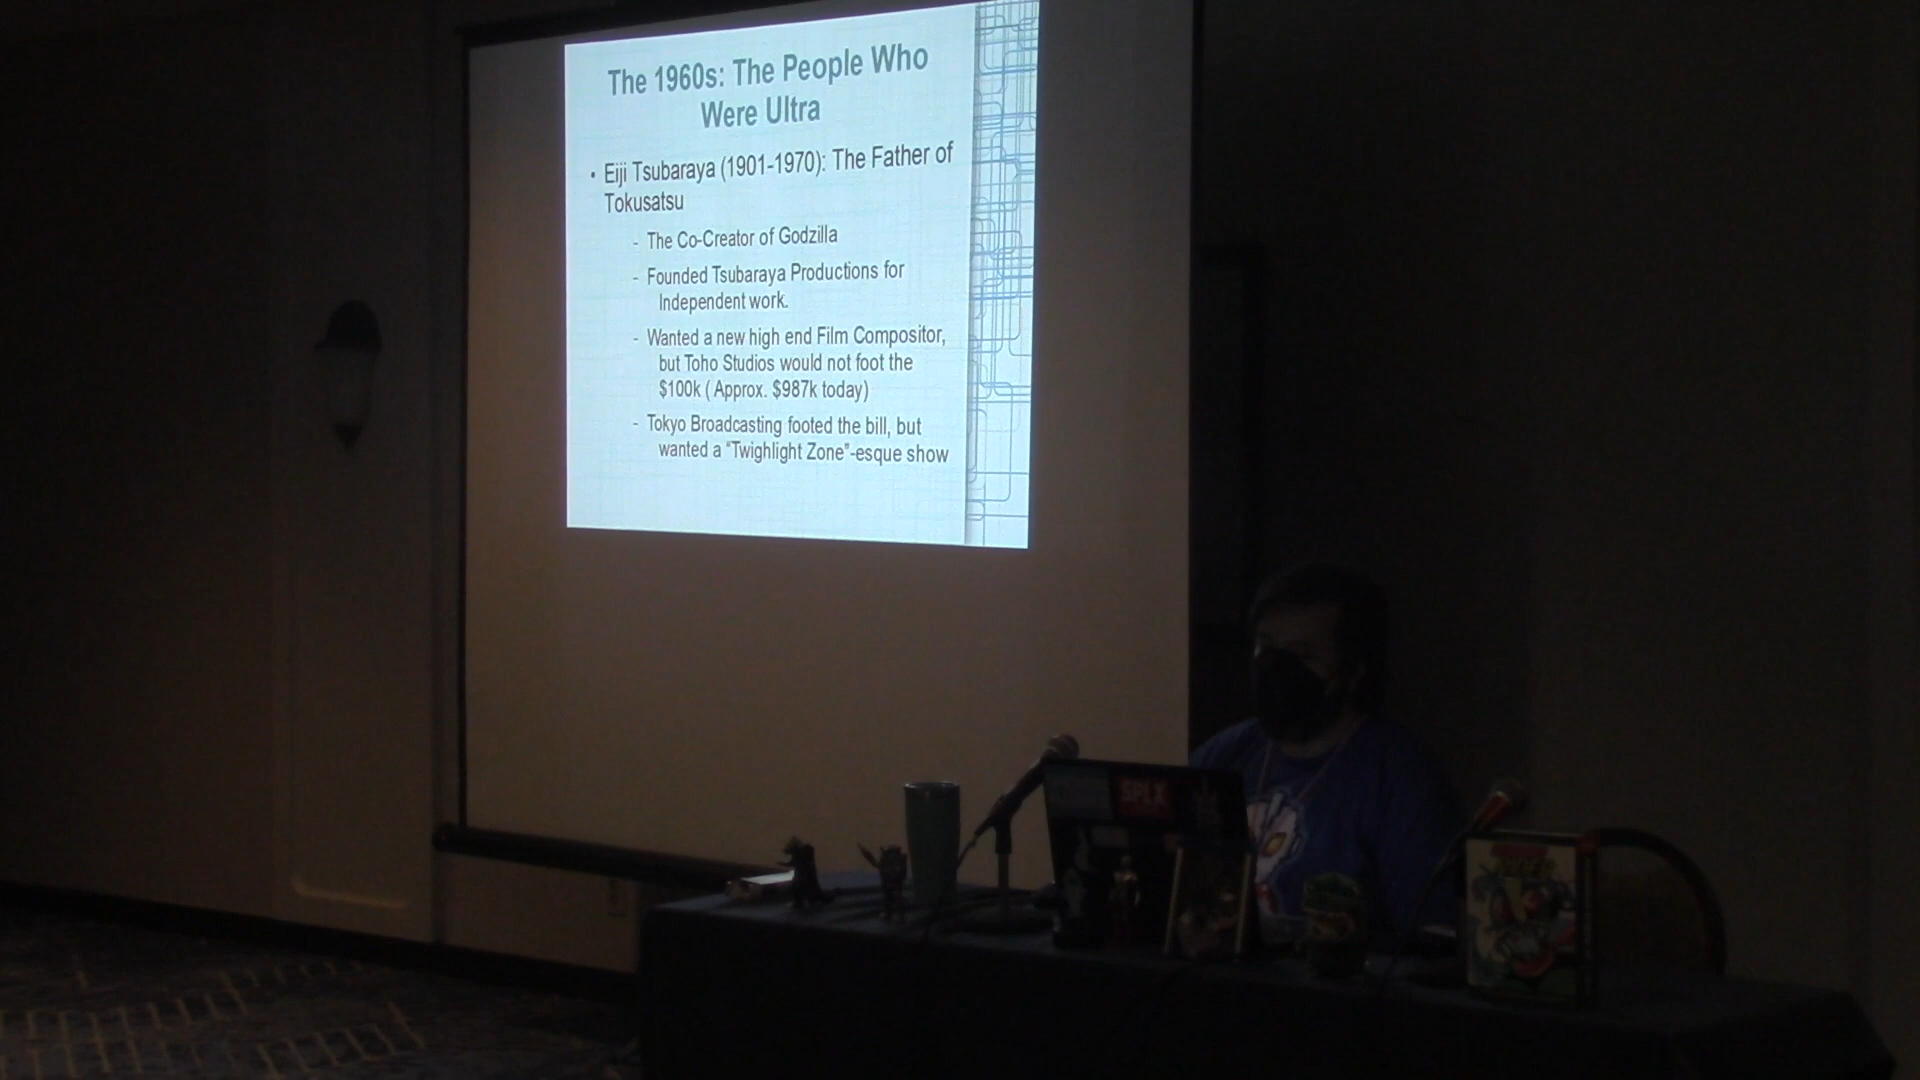 The 1960s: The People Who
Were Ultra
• Eiji Tsubaraya (1901-1970): The Father of
Tokusatsu
- The Co-Creator of Godzilla
- Founded Tsubaraya Productions for
Independent work.
- Wanted a new high end Film Compositor,
but Toho Studios would not foot the
$100k ( Approx. $987k today)
- Tokyo Broadcasting footed the bill, but
wanted a "Twighlight Zone"-esque show
SPLX